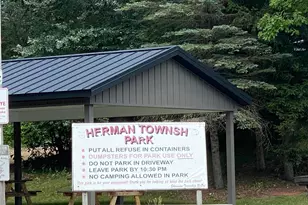 HERMAN TOWNSH
PARK
• PUT ALL REFUSE IN CONTAINERS
• DUMPSTERS FOR PARK USE ONLY
• DO NOT PARK IN DRIVEWAY
• LEAVE PARK BY 10:30 PM
• NO CAMPING ALLOWED IN PARK